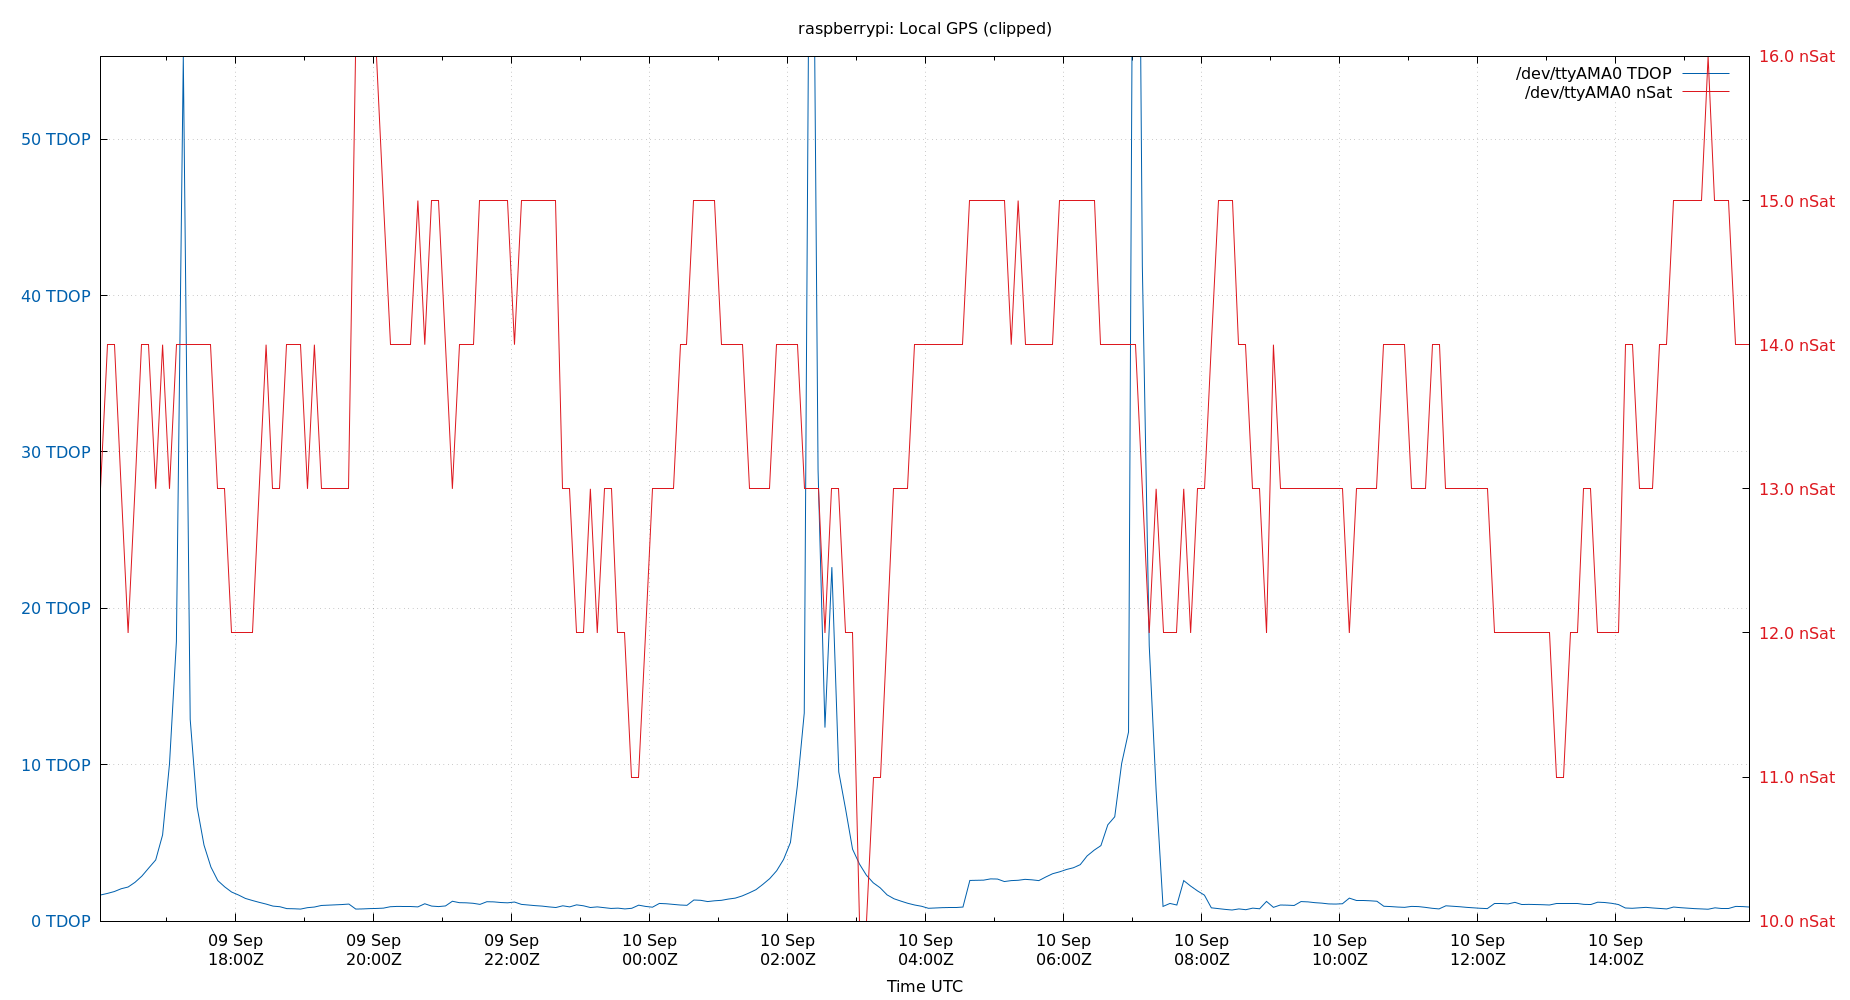 raspberrypi: Local GPS (clipped)
/dev/ttyAMA0 TDOP
/dev/ttyAMA0 nSat
50 TDOP
40 TDOP
30 TDOP
20 TDOP
10 TDOP
0 TDOP
16.0 nSat
15.0 nSat
14.0 nSat
13.0 nSat
12.0 nSat
11.0 nSat
10.0 nSat
09 Sep
18:00Z
09 Sep
20:00Z
09 Sep
22:00Z
10 Sep
00:00Z
10 Sep
02:00Z
10 Sep
04:00Z
10 Sep
06:00Z
10 Sep
08:00Z
10 Sep
10:00Z
10 Sep
12:00Z
10 Sep
14:00Z
Time UTC